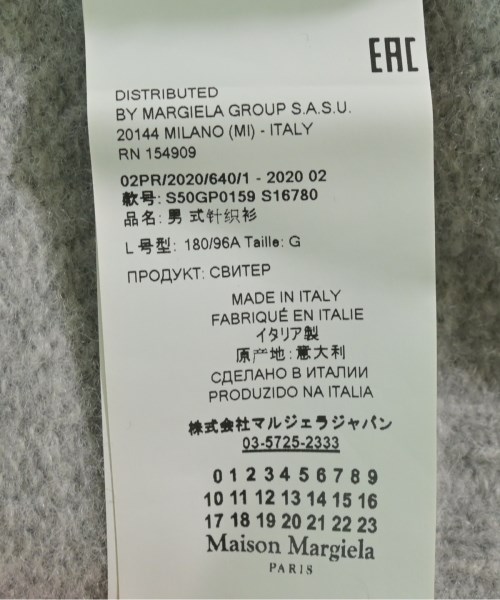 EAC
DISTRIBUTED
BY MARGIELA GROUP S.A.S.U.
20144 MILANO (MI) - ITALY
RN 154909
02PR/2020/640/1 - 2020 02
款号: S50GP0159 S16780
品名: 男 式针织衫
L 号型: 180/96A Taille: G
ПРОДУКТ: СВИТЕР
MADE IN ITALY
FABRIQUÉ EN ITALIE
イタリア製
原产地: 意大利
СДЕЛАНО В ИТАЛИИ
PRODUZIDO NA ITALIA
株式会社マルジェラジャパン
03-5725-2333
0 1 2 3 4 5 6 7 8 9
10 11 12 13 14 15 16
17 18 19 20 21 22 23
Maison Margiela
PARIS